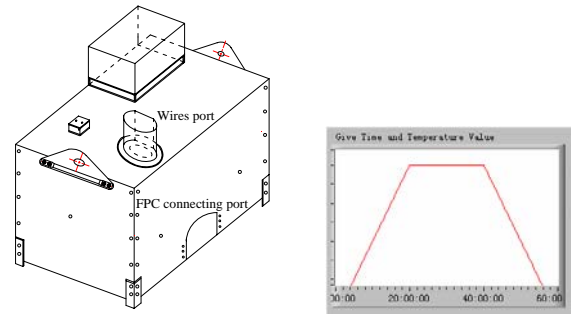 Wires port
FPC connecting port
Give Time and Temperature Value
00:00 20:00:00 40:00:00 60:00